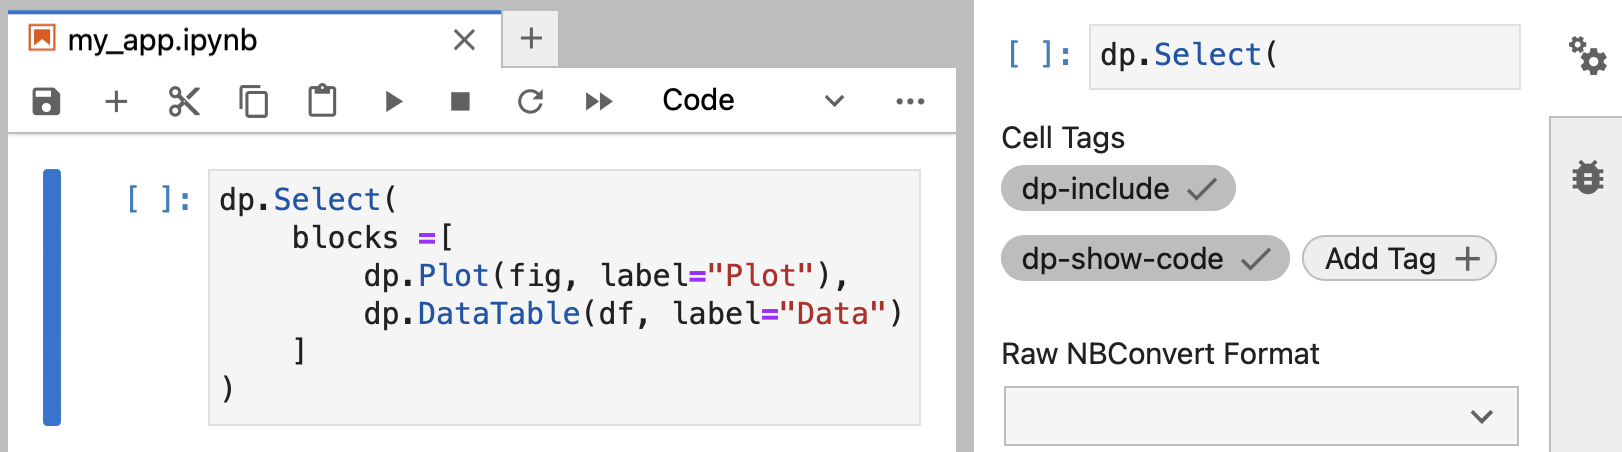 my_app.ipynb
Code
[ ]: dp.Select(
    blocks =[
        dp.Plot(fig, label="Plot"),
        dp.DataTable(df, label="Data")
    ]
)
[ ]: dp.Select(
Cell Tags
dp-include
dp-show-code Add Tag +
Raw NBConvert Format